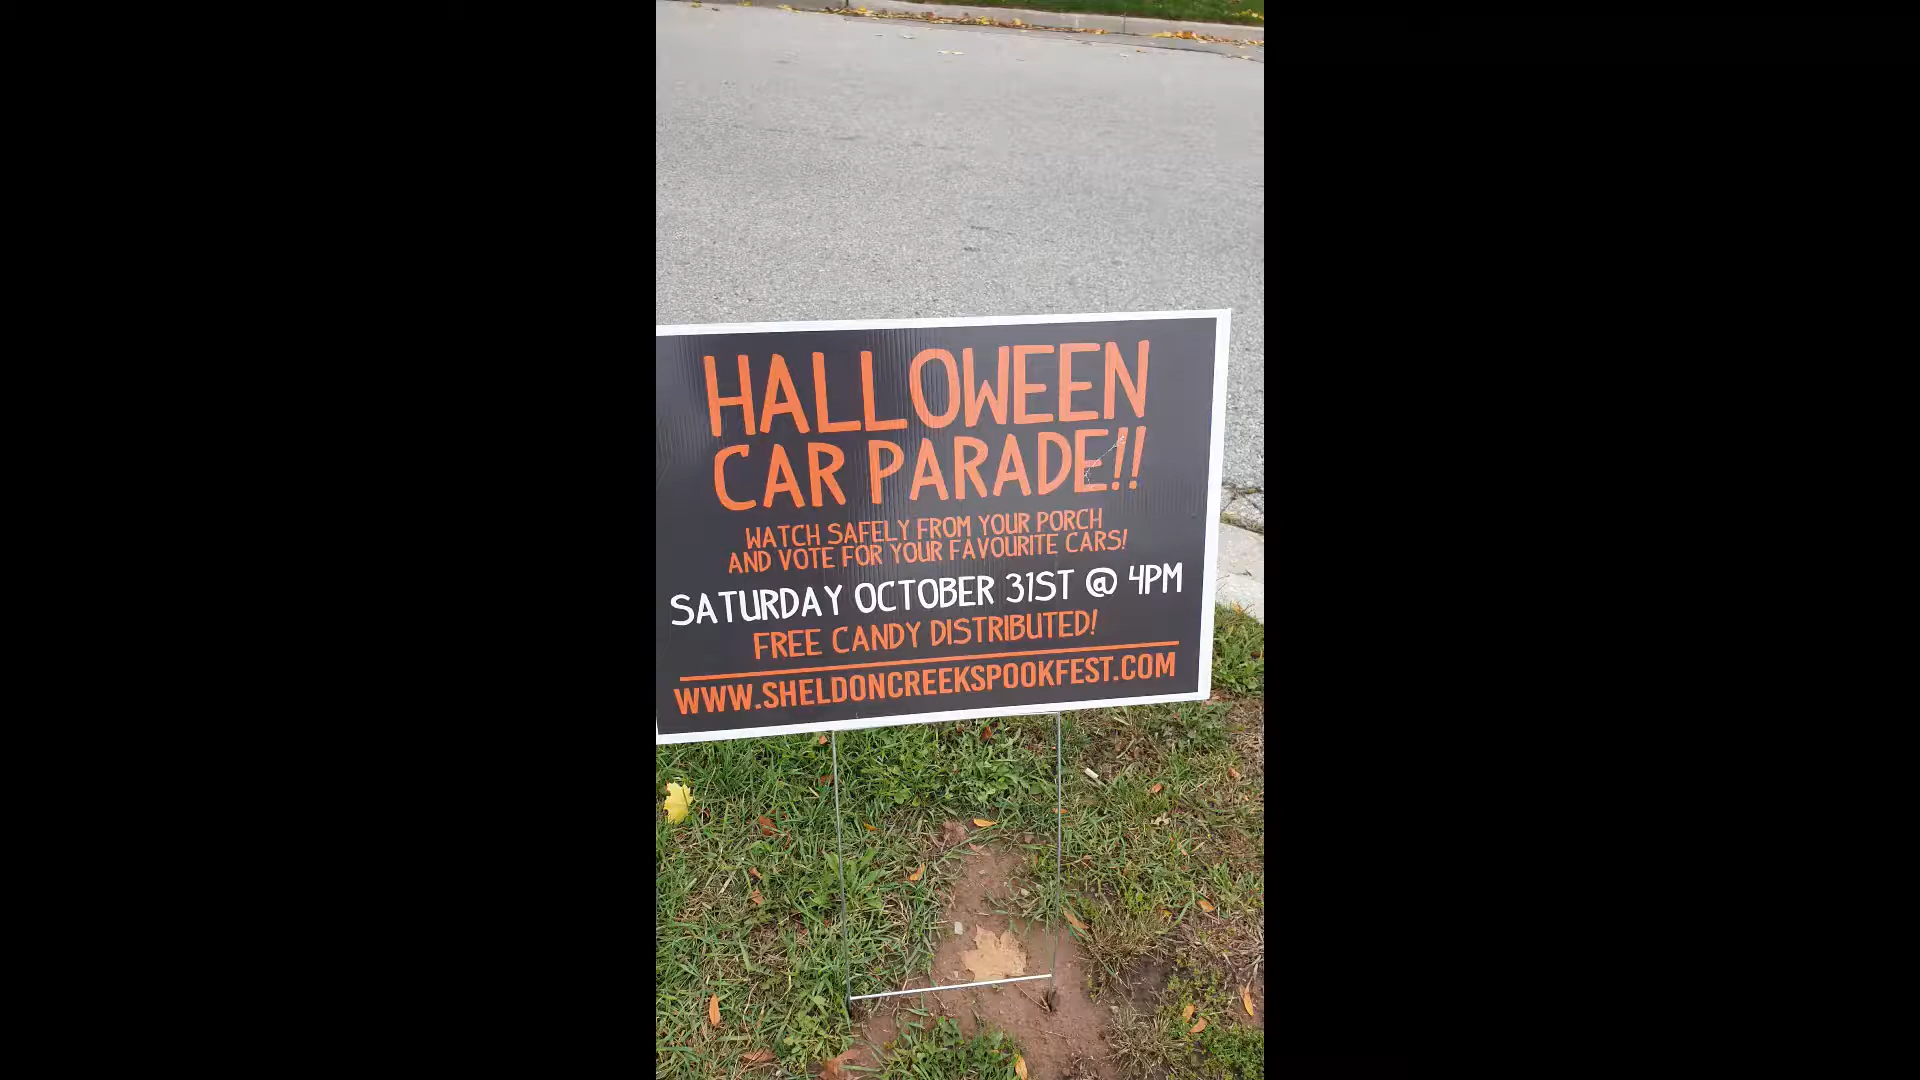 HALLOWEEN
CAR PARADE!!
WATCH SAFELY FROM YOUR PORCH
AND VOTE FOR YOUR FAVOURITE CARS!
SATURDAY OCTOBER 31ST @ 4PM
FREE CANDY DISTRIBUTED!
WWW.SHELDONCREEKSPOOKFEST.COM